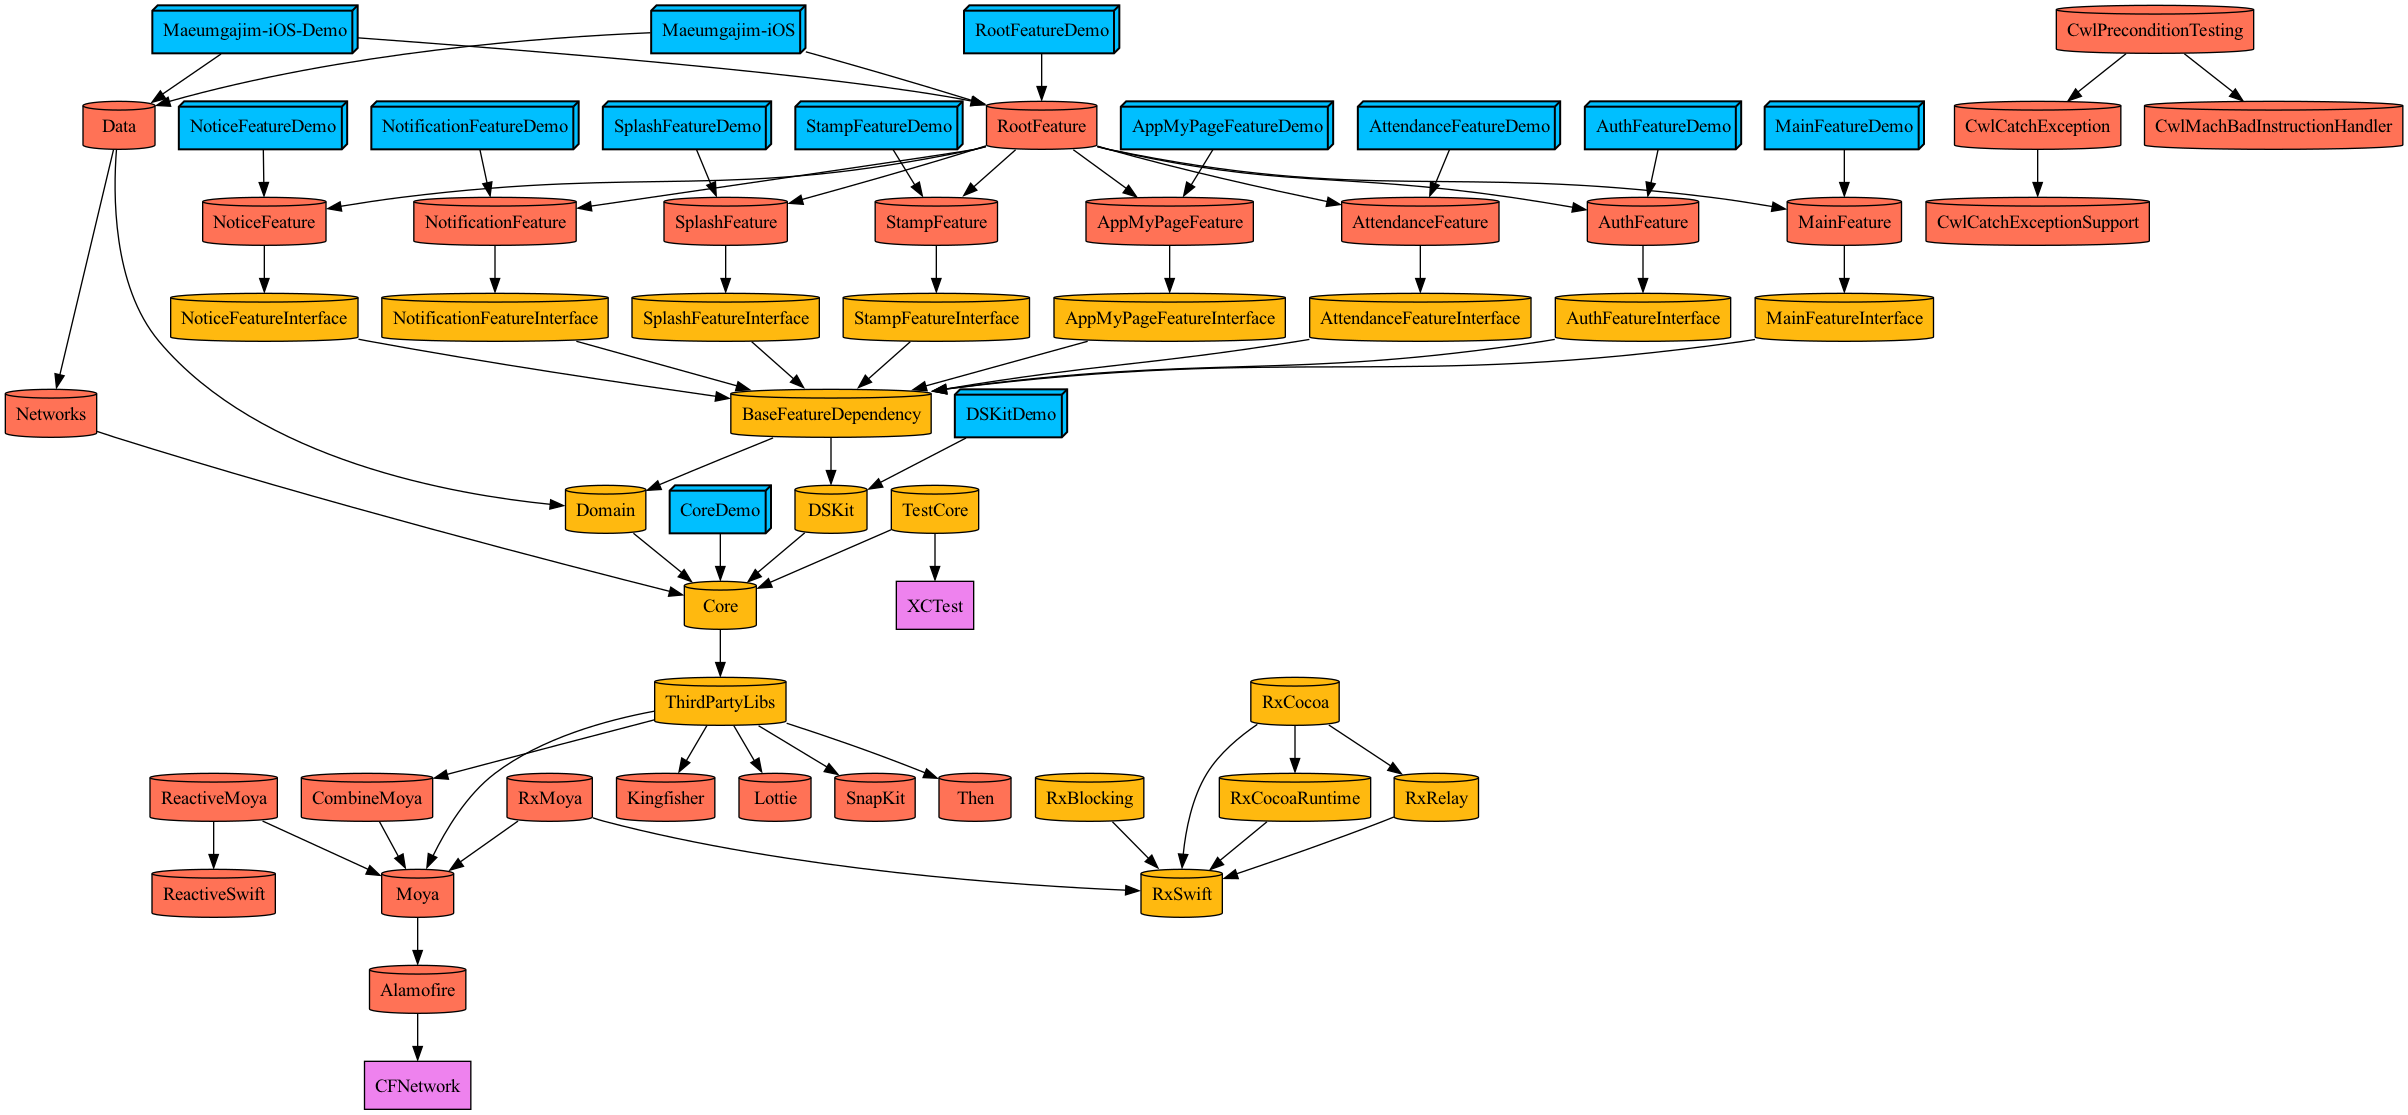 Maeumgajim-iOS-Demo
Maeumgajim-iOS
RootFeatureDemo
CwlPreconditionTesting
Data
NoticeFeatureDemo
NotificationFeatureDemo
SplashFeatureDemo
StampFeatureDemo
RootFeature
AppMyPageFeatureDemo
AttendanceFeatureDemo
AuthFeatureDemo
MainFeatureDemo
CwlCatchException
CwlMachBadInstructionHandler
NoticeFeature
NotificationFeature
SplashFeature
StampFeature
AppMyPageFeature
AttendanceFeature
AuthFeature
MainFeature
CwlCatchExceptionSupport
NoticeFeatureInterface
NotificationFeatureInterface
SplashFeatureInterface
StampFeatureInterface
AppMyPageFeatureInterface
AttendanceFeatureInterface
AuthFeatureInterface
MainFeatureInterface
Networks
BaseFeatureDependency
DSKitDemo
Domain
CoreDemo
DSKit
TestCore
Core
XCTest
ThirdPartyLibs
RxCocoa
ReactiveMoya
CombineMoya
RxMoya
Kingfisher
Lottie
SnapKit
Then
RxBlocking
RxCocoaRuntime
RxRelay
ReactiveSwift
Moya
RxSwift
Alamofire
CFNetwork